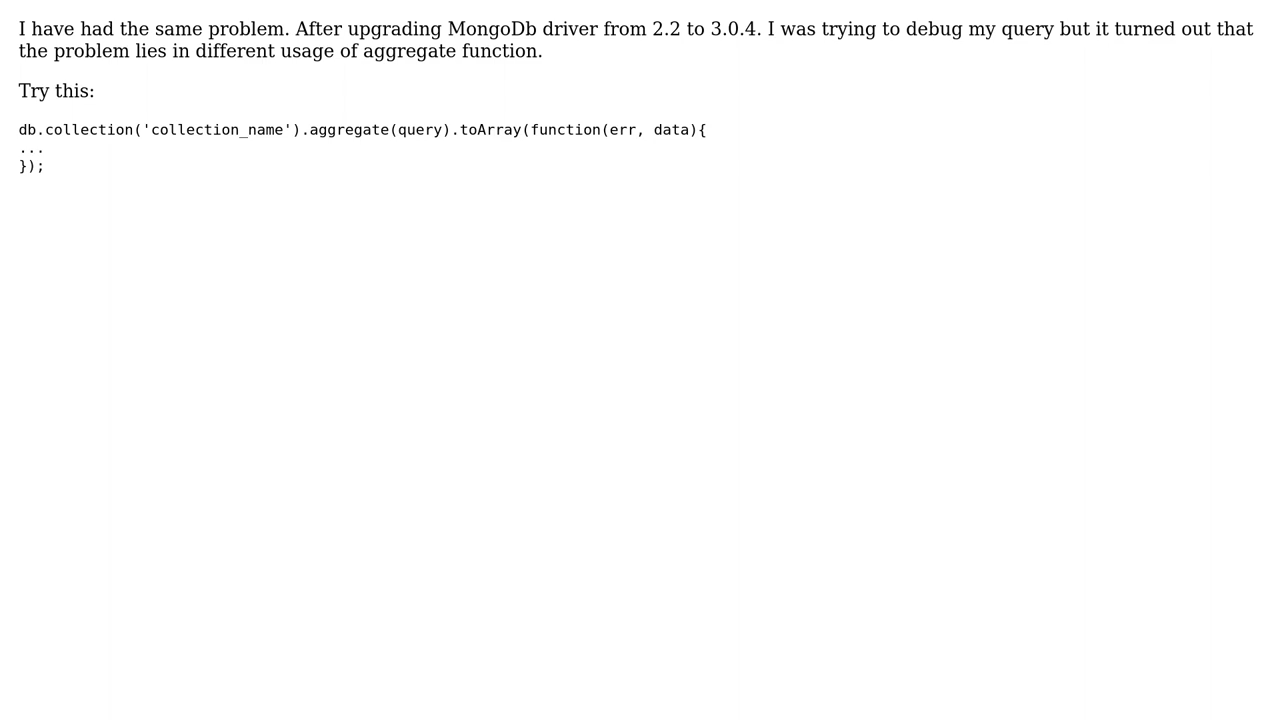 I have had the same problem. After upgrading MongoDb driver from 2.2 to 3.0.4. I was trying to debug my query but it turned out that
the problem lies in different usage of aggregate function.
Try this:
db.collection('collection_name').aggregate(query).toArray(function(err, data){
...
});